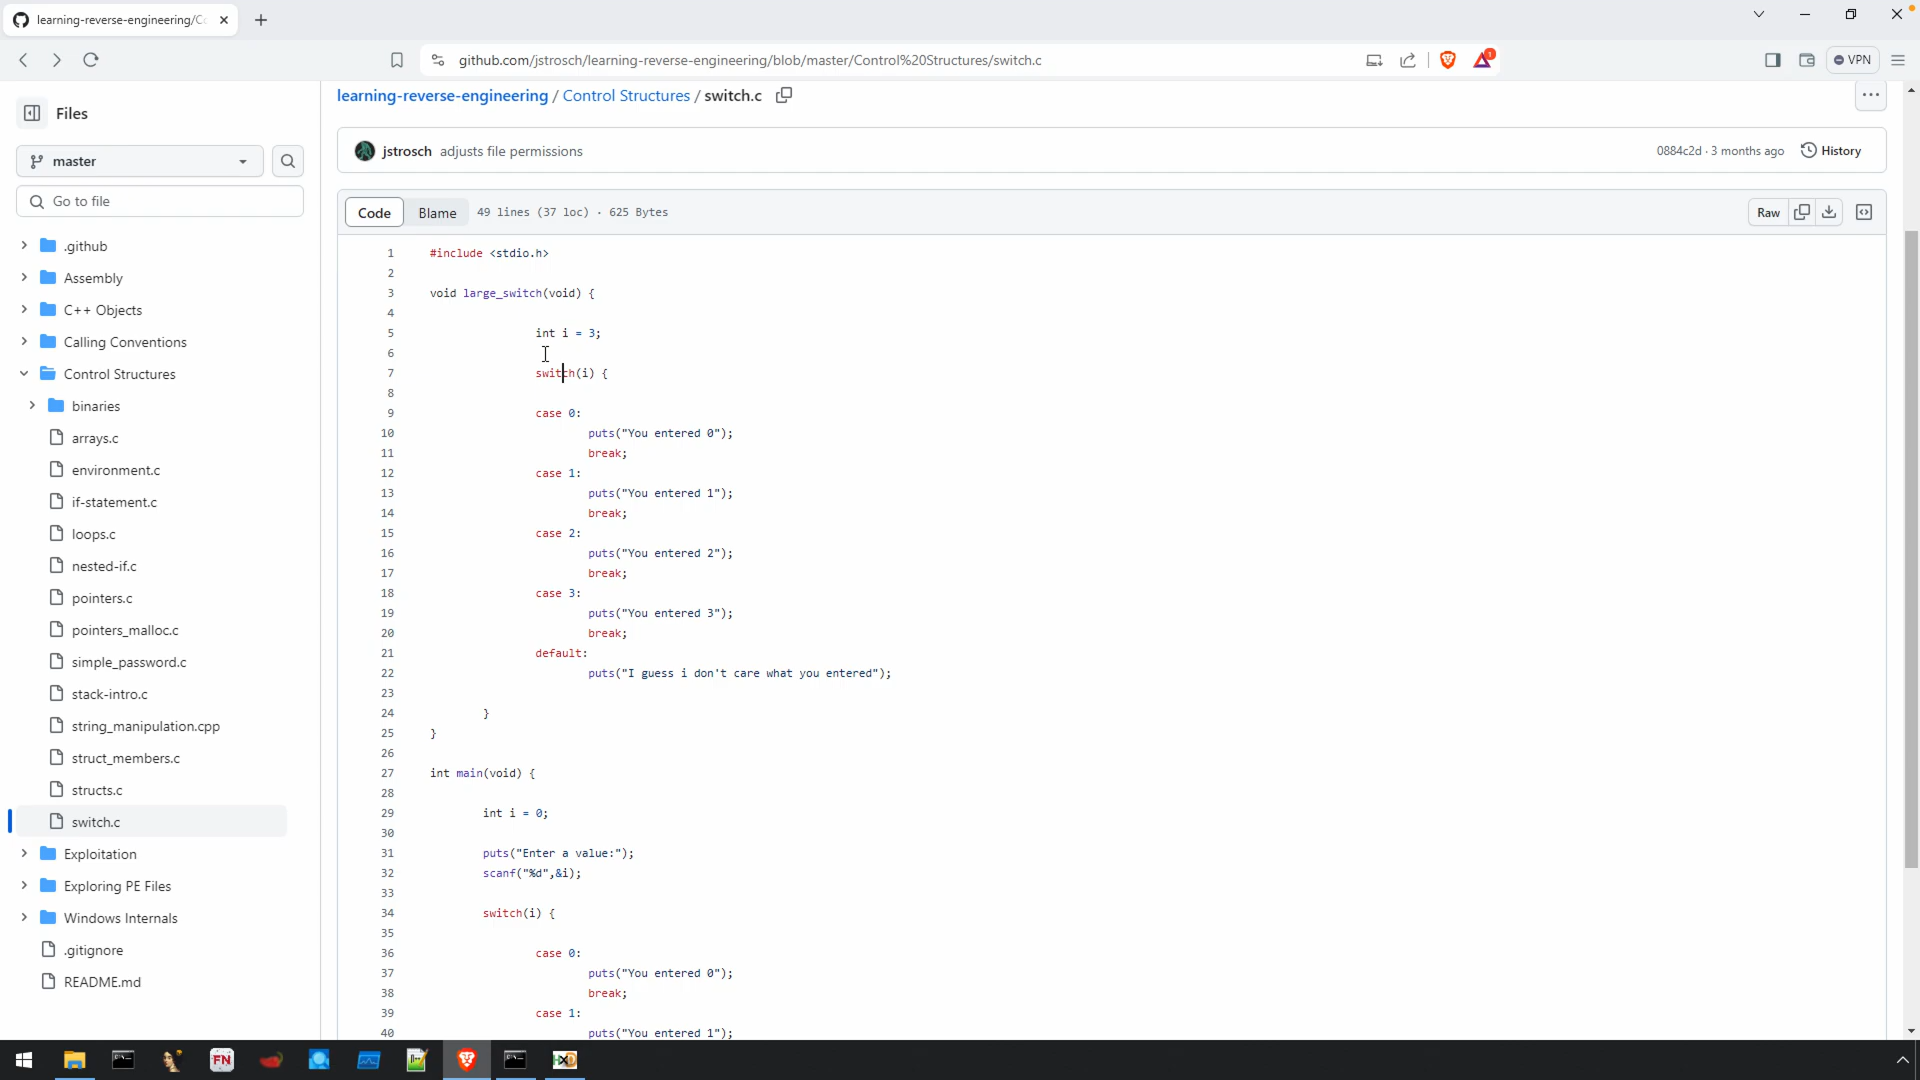 learning-reverse-engineering/Co
github.com/jstrosch/learning-reverse-engineering/blob/master/Control%20Structures/switch.c
1
VPN
Files
master
Go to file
.github
Assembly
C++ Objects
Calling Conventions
Control Structures
binaries
arrays.c
environment.c
if-statement.c
loops.c
nested-if.c
pointers.c
pointers_malloc.c
simple_password.c
stack-intro.c
string_manipulation.cpp
struct_members.c
structs.c
switch.c
Exploitation
Exploring PE Files
Windows Internals
.gitignore
README.md
learning-reverse-engineering / Control Structures / switch.c
jstrosch adjusts file permissions 0884c2d · 3 months ago History
Code Blame 49 lines (37 loc) · 625 Bytes Raw
1 #include <stdio.h>
2
3 void large_switch(void) {
4
5 int i = 3;
6
7 switch(i) {
8
9 case 0:
10 puts("You entered 0");
11 break;
12 case 1:
13 puts("You entered 1");
14 break;
15 case 2:
16 puts("You entered 2");
17 break;
18 case 3:
19 puts("You entered 3");
20 break;
21 default:
22 puts("I guess i don't care what you entered");
23
24 }
25 }
26
27 int main(void) {
28
29 int i = 0;
30
31 puts("Enter a value:");
32 scanf("%d",&i);
33
34 switch(i) {
35
36 case 0:
37 puts("You entered 0");
38 break;
39 case 1:
40 puts("You entered 1");
FN
HXD